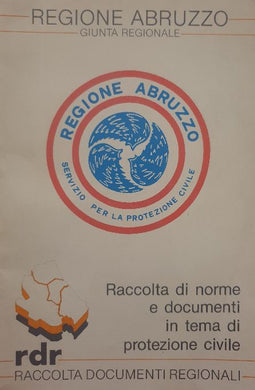 REGIONE ABRUZZO
GIUNTA REGIONALE
REGIONE ABRUZZO
SERVIZIO PER LA PROTEZIONE CIVILE
Raccolta di norme
e documenti
in tema di
protezione civile
rdr
RACCOLTA DOCUMENTI REGIONALI